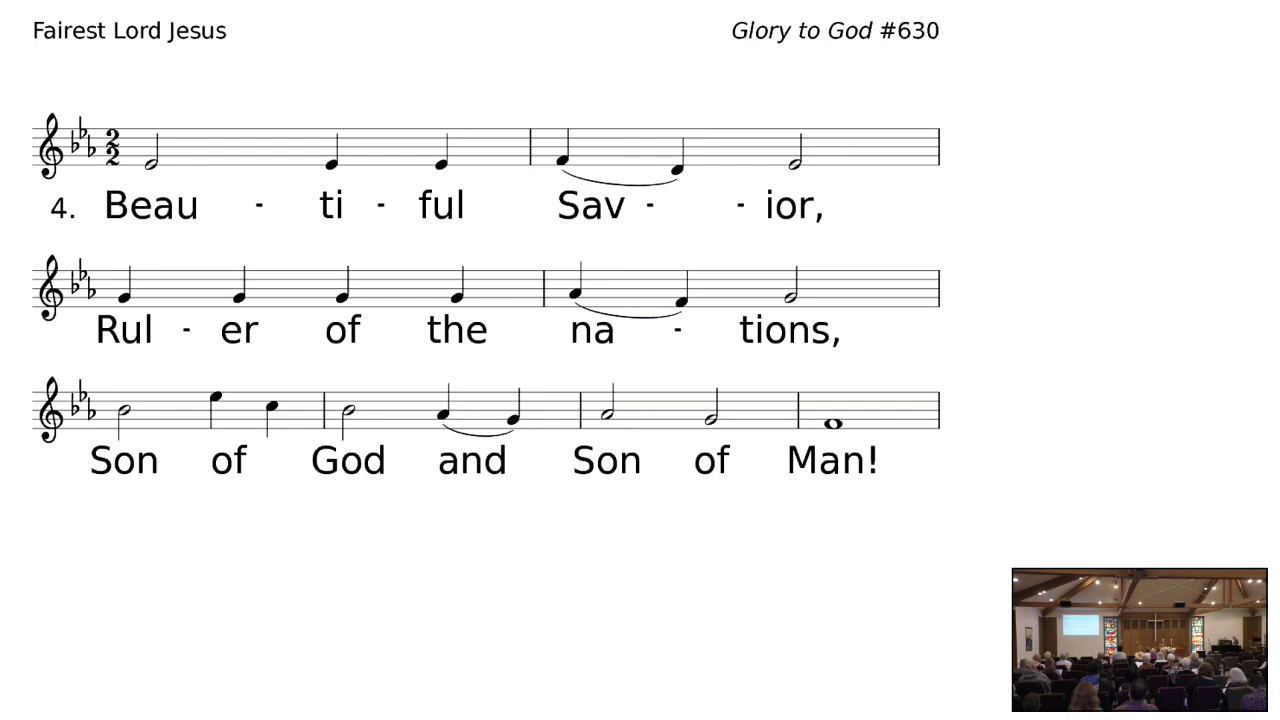 Fairest Lord Jesus Glory to God #630
4. Beau - ti - ful Sav - - ior,
Rul - er of the na - tions,
Son of God and Son of Man!